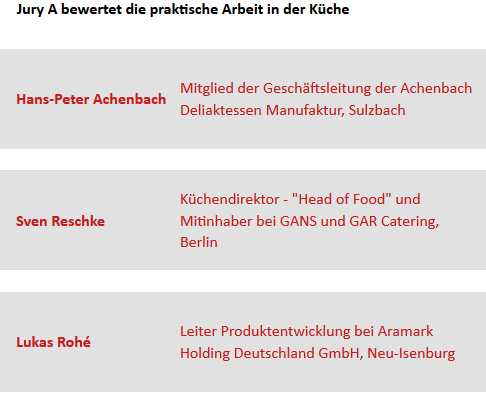 Jury A bewertet die praktische Arbeit in der Küche
Hans-Peter Achenbach
Mitglied der Geschäftsleitung der Achenbach
Deliaktessen Manufaktur, Sulzbach
Sven Reschke
Küchendirektor - "Head of Food" und
Mitinhaber bei GANS und GAR Catering,
Berlin
Lukas Rohé
Leiter Produktentwicklung bei Aramark
Holding Deutschland GmbH, Neu-Isenburg